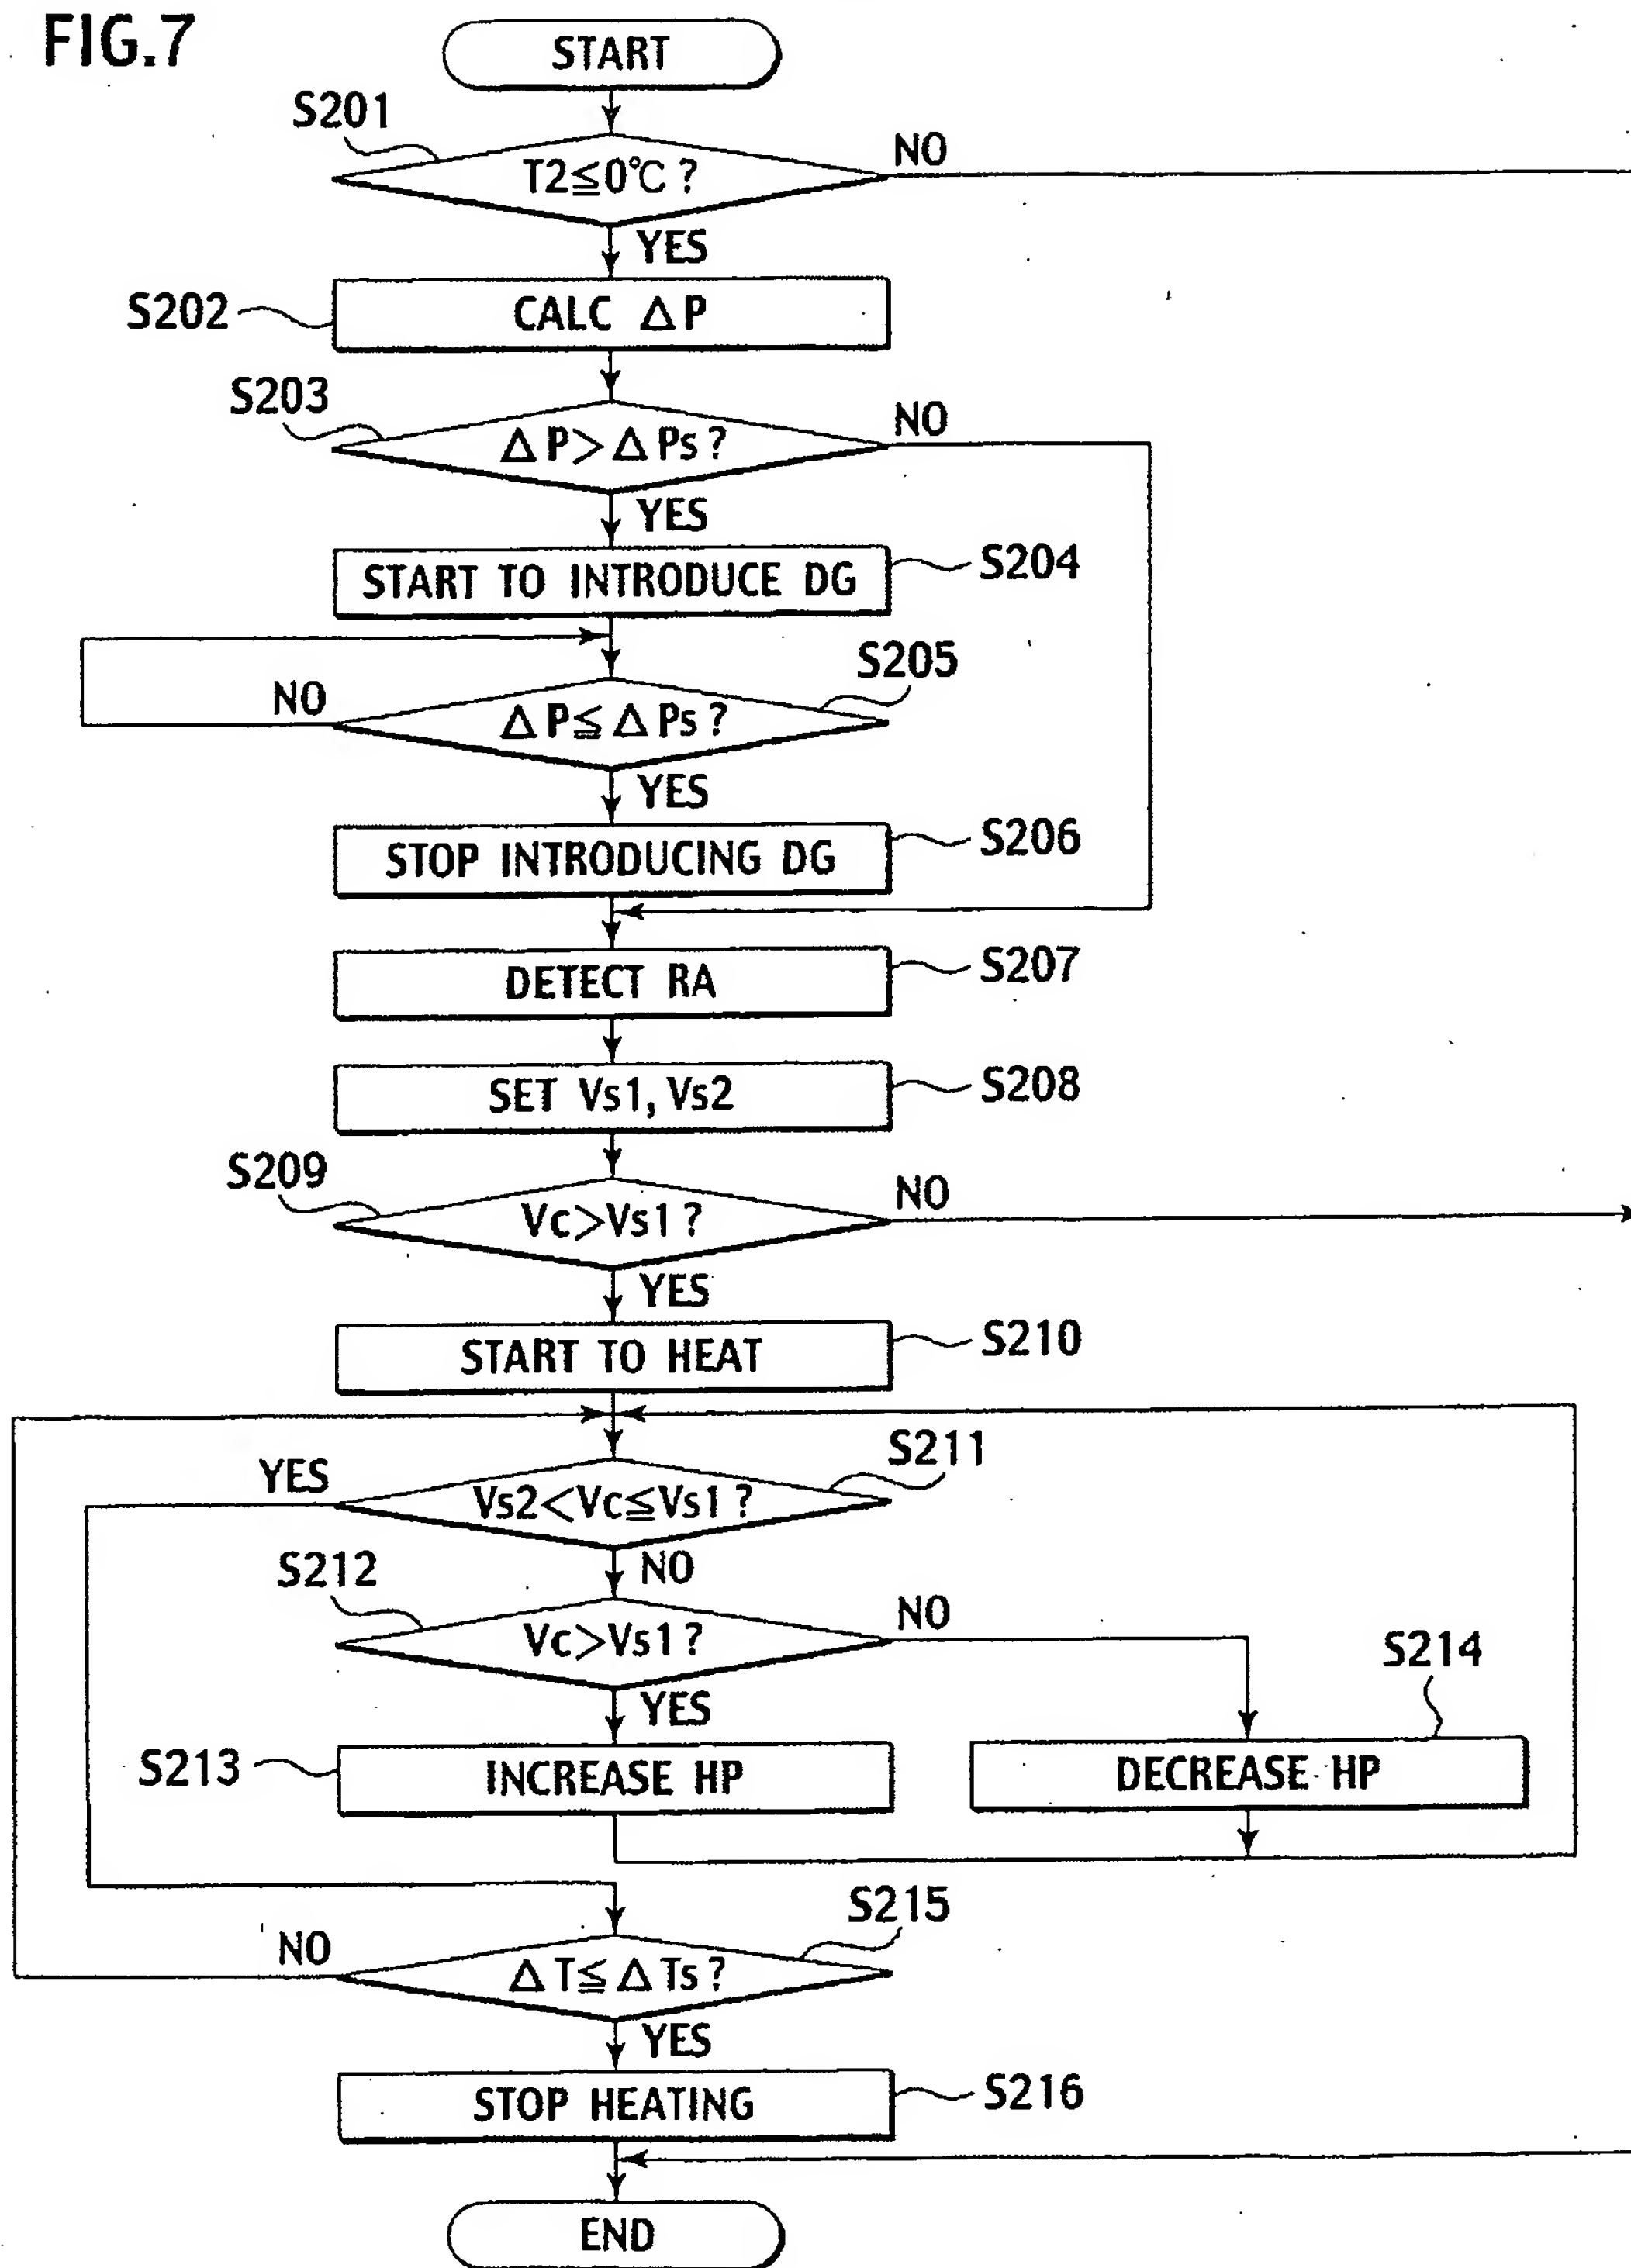 FIG.7
START
S201
T2≦0℃?
NO
YES
S202
CALC ΔP
S203
ΔP>ΔPs?
NO
YES
START TO INTRODUCE DG
S204
S205
NO
ΔP≦ΔPs?
YES
STOP INTRODUCING DG
S206
DETECT RA
S207
SET Vs1, Vs2
S208
S209
Vc>Vs1?
NO
YES
START TO HEAT
S210
S211
YES
Vs2<Vc≦Vs1?
NO
S212
Vc>Vs1?
NO
S214
YES
S213
INCREASE HP
DECREASE HP
S215
NO
ΔT≦ΔTs?
YES
STOP HEATING
S216
END